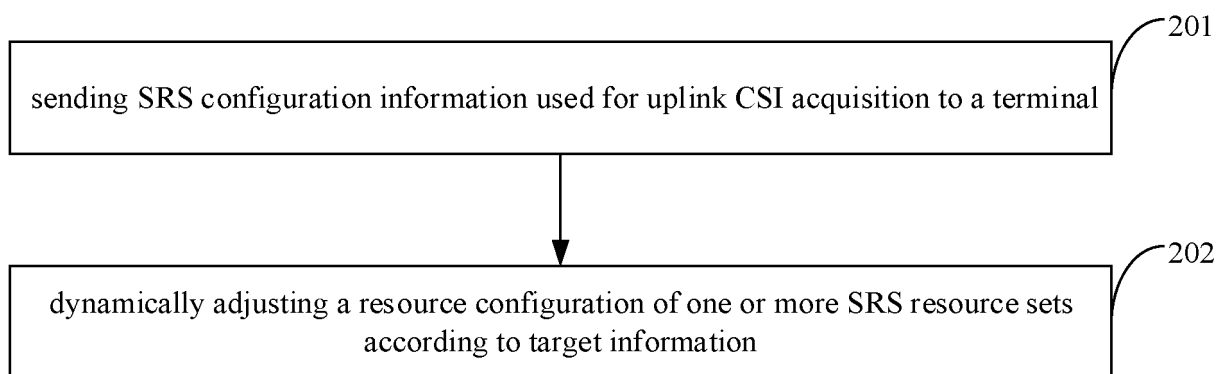 201
sending SRS configuration information used for uplink CSI acquisition to a terminal
202
dynamically adjusting a resource configuration of one or more SRS resource sets
according to target information